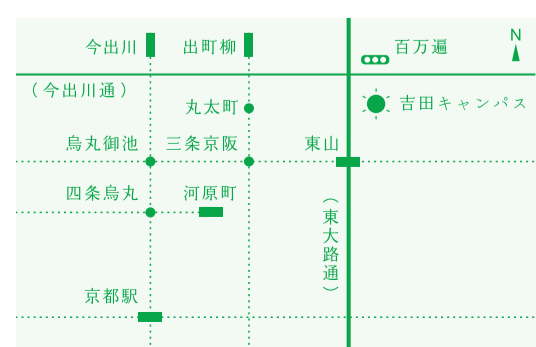 今出川
出町柳
百万遍
N
（今出川通）
丸太町
吉田キャンパス
烏丸御池
三条京阪
東山
四条烏丸
河原町
（東大路通）
京都駅